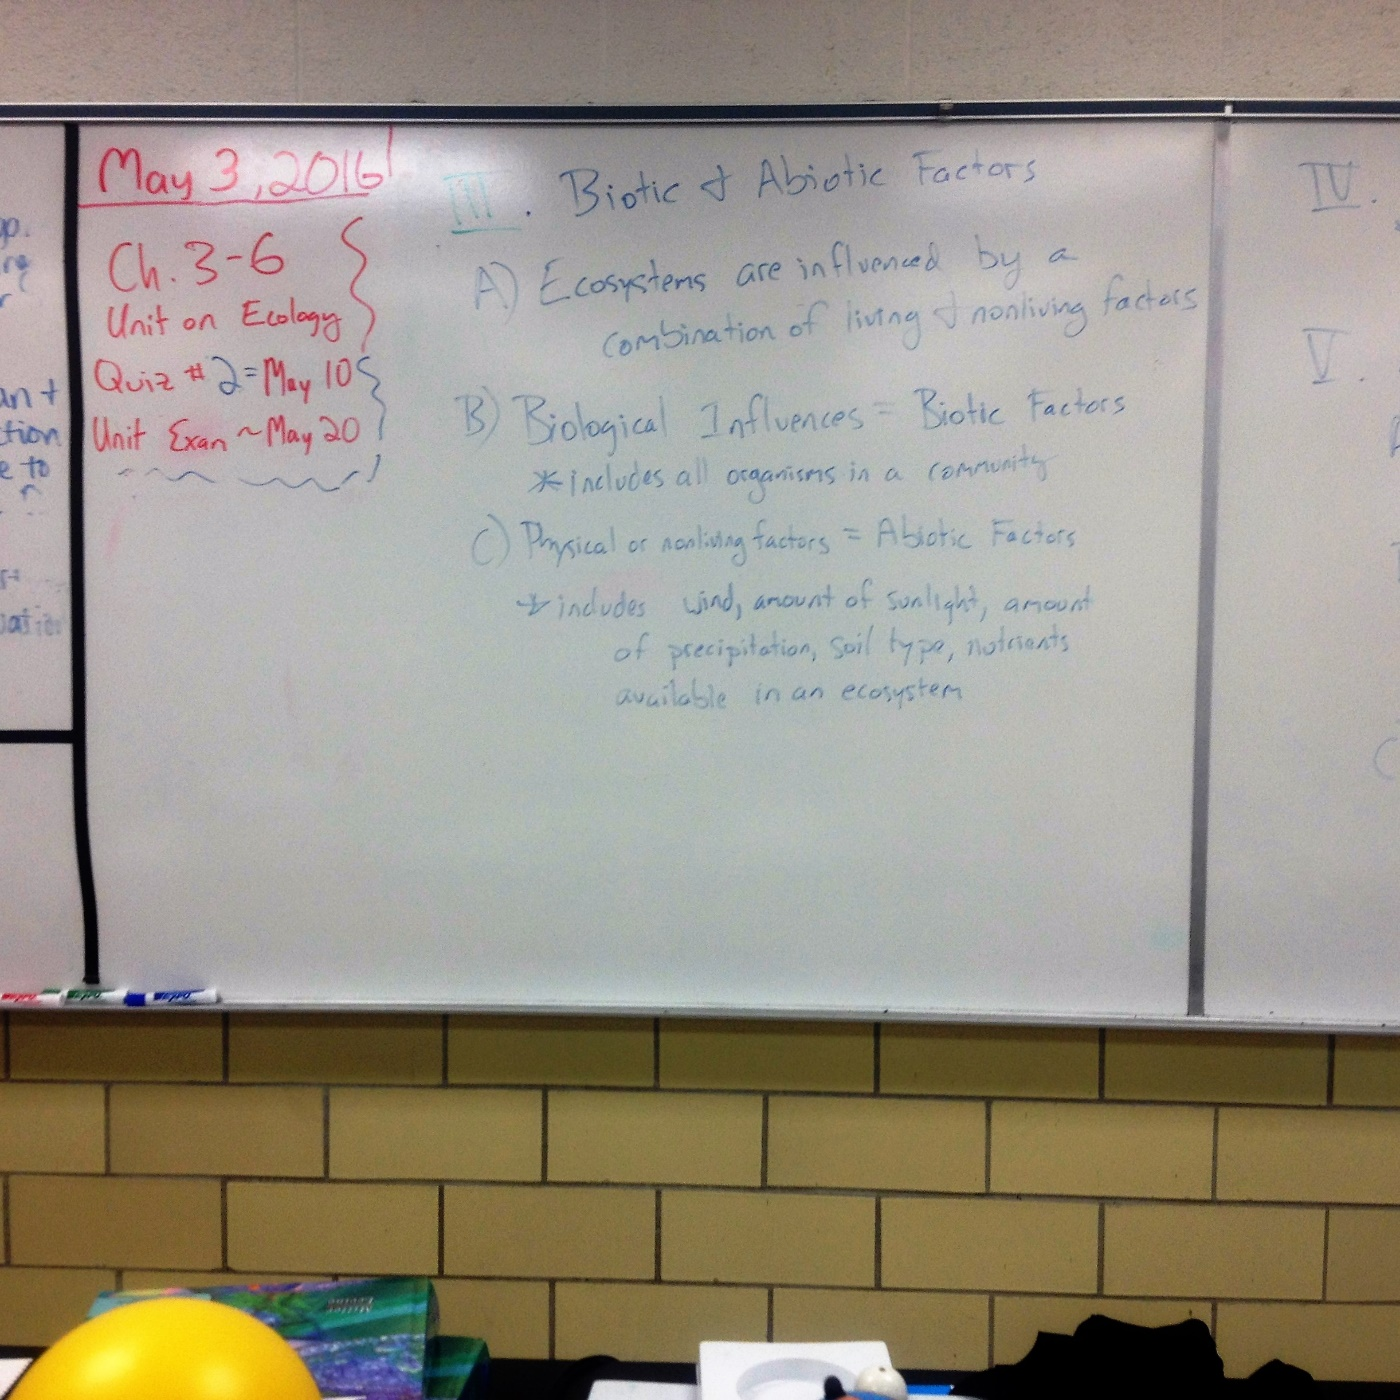 May 3, 2016
Ch. 3-6
Unit on Ecology
Quiz # 2 = May 10
Unit Exam ~ May 20
III. Biotic & Abiotic Factors
A) Ecosystems are influenced by a
combination of living & nonliving factors
B) Biological Influences = Biotic Factors
* includes all organisms in a community
C) Physical or nonliving factors = Abiotic Factors
* includes wind, amount of sunlight, amount
of precipitation, soil type, nutrients
available in an ecosystem
IV.
V.